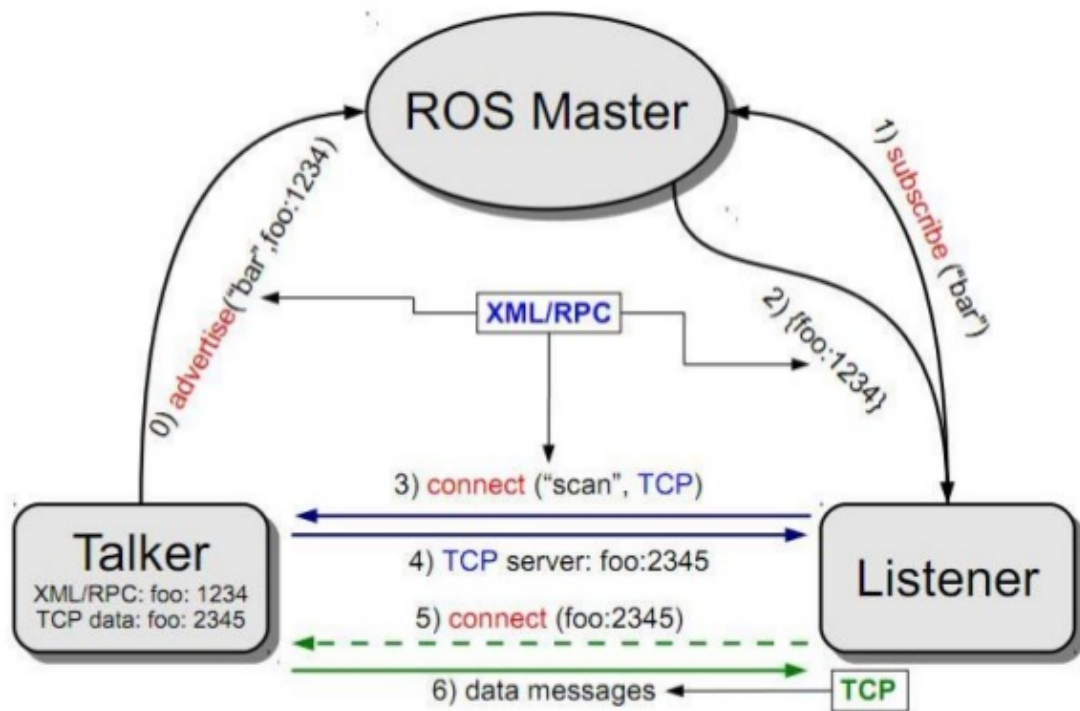 ROS Master
0) advertise("bar",foo:1234)
1) subscribe ("bar")
2) {foo:1234}
XML/RPC
3) connect ("scan", TCP)
4) TCP server: foo:2345
5) connect (foo:2345)
6) data messages
TCP
Talker
XML/RPC: foo: 1234
TCP data: foo: 2345
Listener